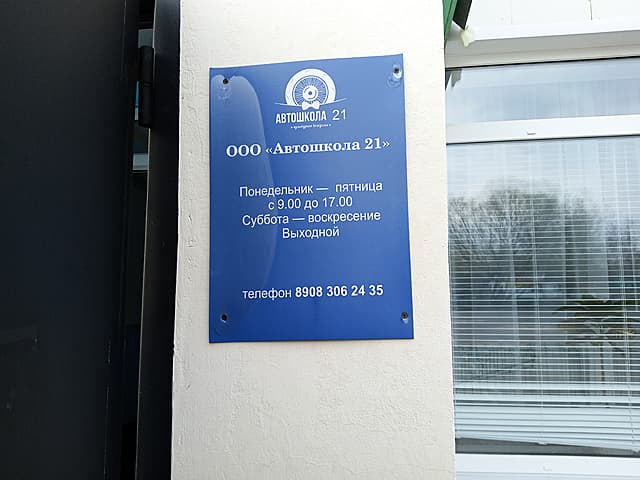 АВТОШКОЛА 21
ООО «Автошкола 21»
Понедельник — пятница
с 9.00 до 17.00
Суббота — воскресение
Выходной
телефон 8908 306 24 35